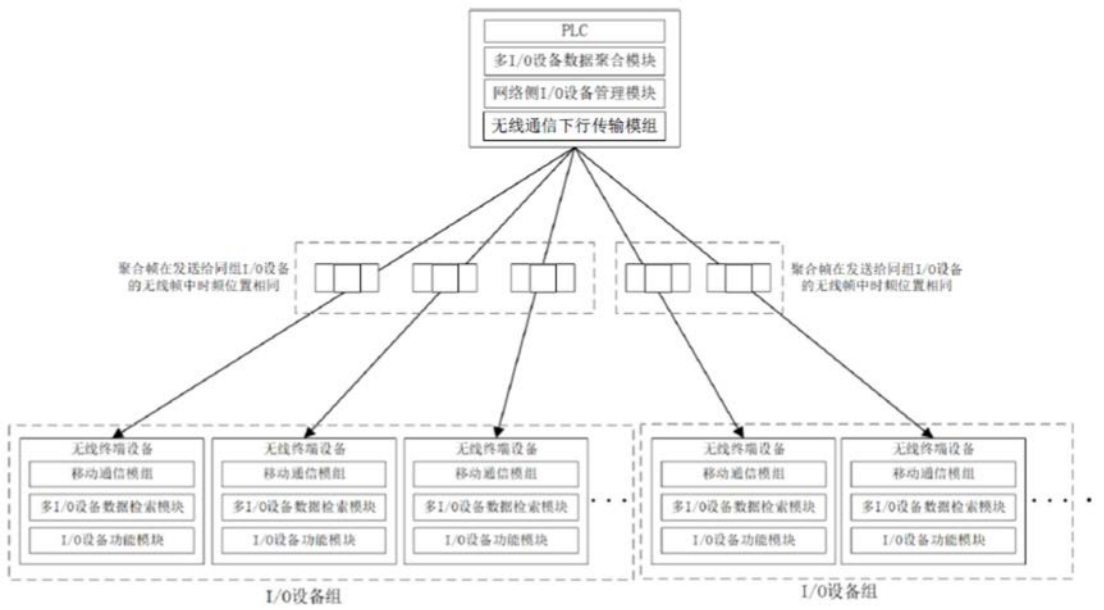 PLC
多I/O设备数据聚合模块
网络侧I/O设备管理模块
无线通信下行传输模组
聚合帧在发送给同组I/O设备
的无线帧中时频位置相同
聚合帧在发送给同组I/O设备
的无线帧中时频位置相同
无线终端设备
移动通信模组
多I/O设备数据检索模块
I/O设备功能模块
无线终端设备
移动通信模组
多I/O设备数据检索模块
I/O设备功能模块
无线终端设备
移动通信模组
多I/O设备数据检索模块
I/O设备功能模块
I/O设备组
无线终端设备
移动通信模组
多I/O设备数据检索模块
I/O设备功能模块
无线终端设备
移动通信模组
多I/O设备数据检索模块
I/O设备功能模块
I/O设备组